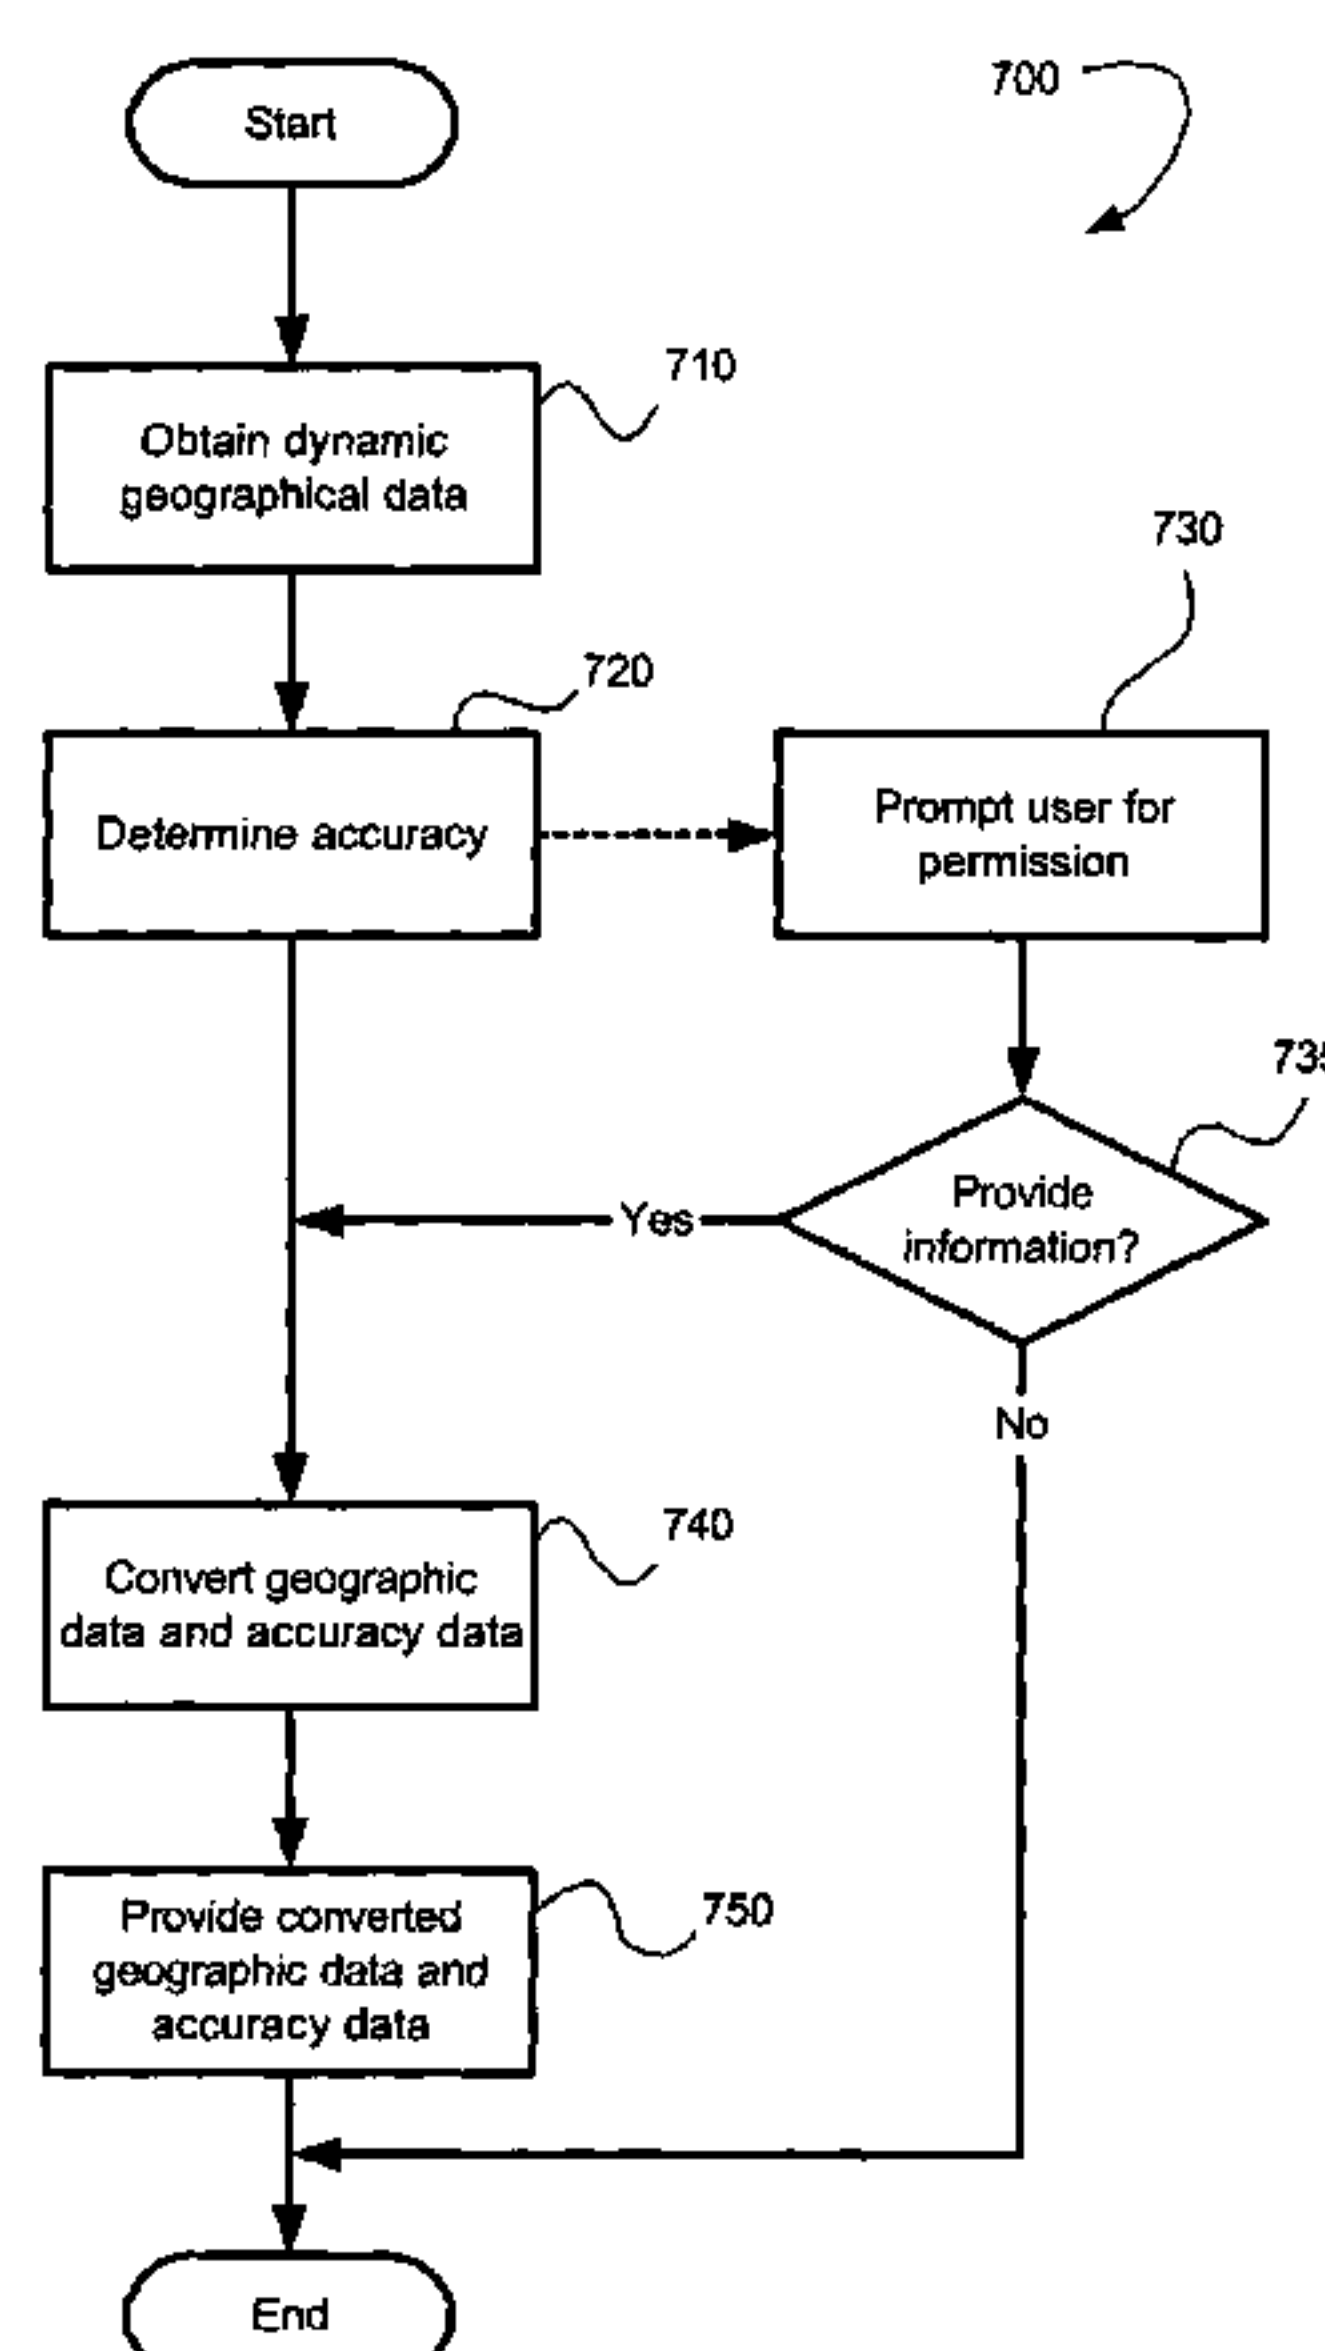 Start
700
710
Obtain dynamic
geographical data
730
720
Determine accuracy
Prompt user for
permission
735
Provide
information?
Yes
No
740
Convert geographic
data and accuracy data
750
Provide converted
geographic data and
accuracy data
End